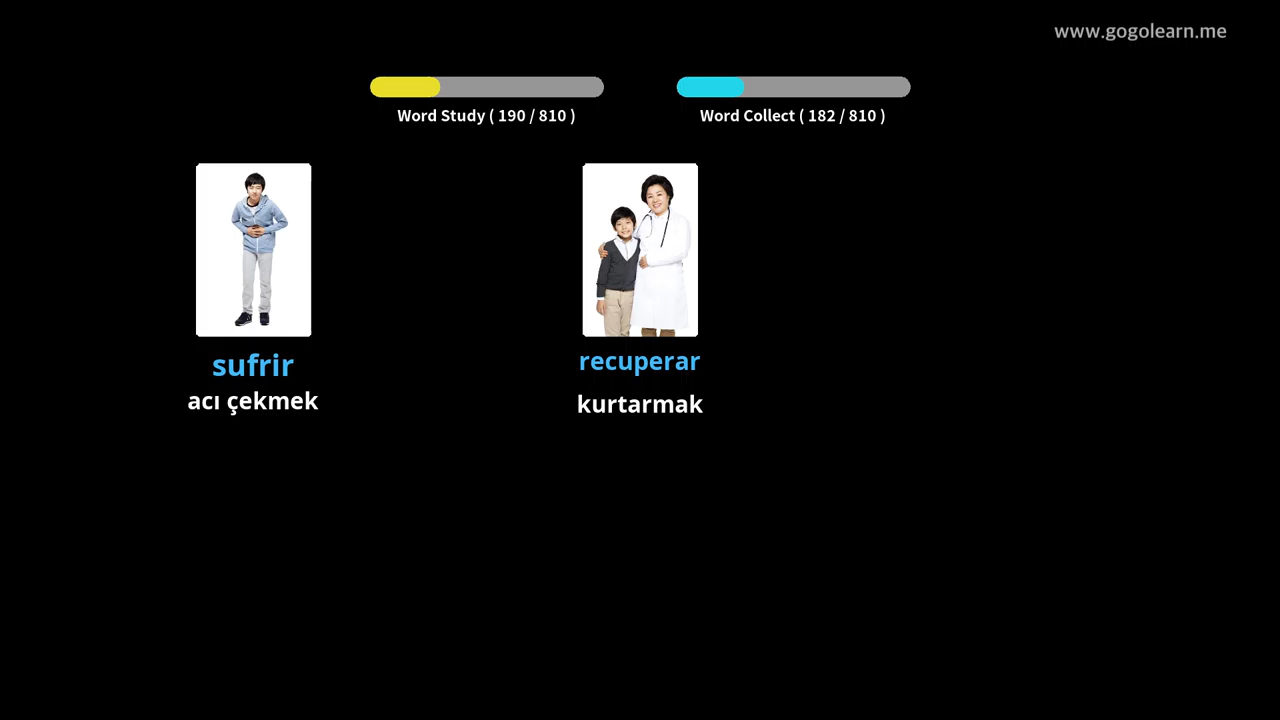 www.gogolearn.me
Word Study ( 190 / 810 )
Word Collect ( 182 / 810 )
sufrir
acı çekmek
recuperar
kurtarmak